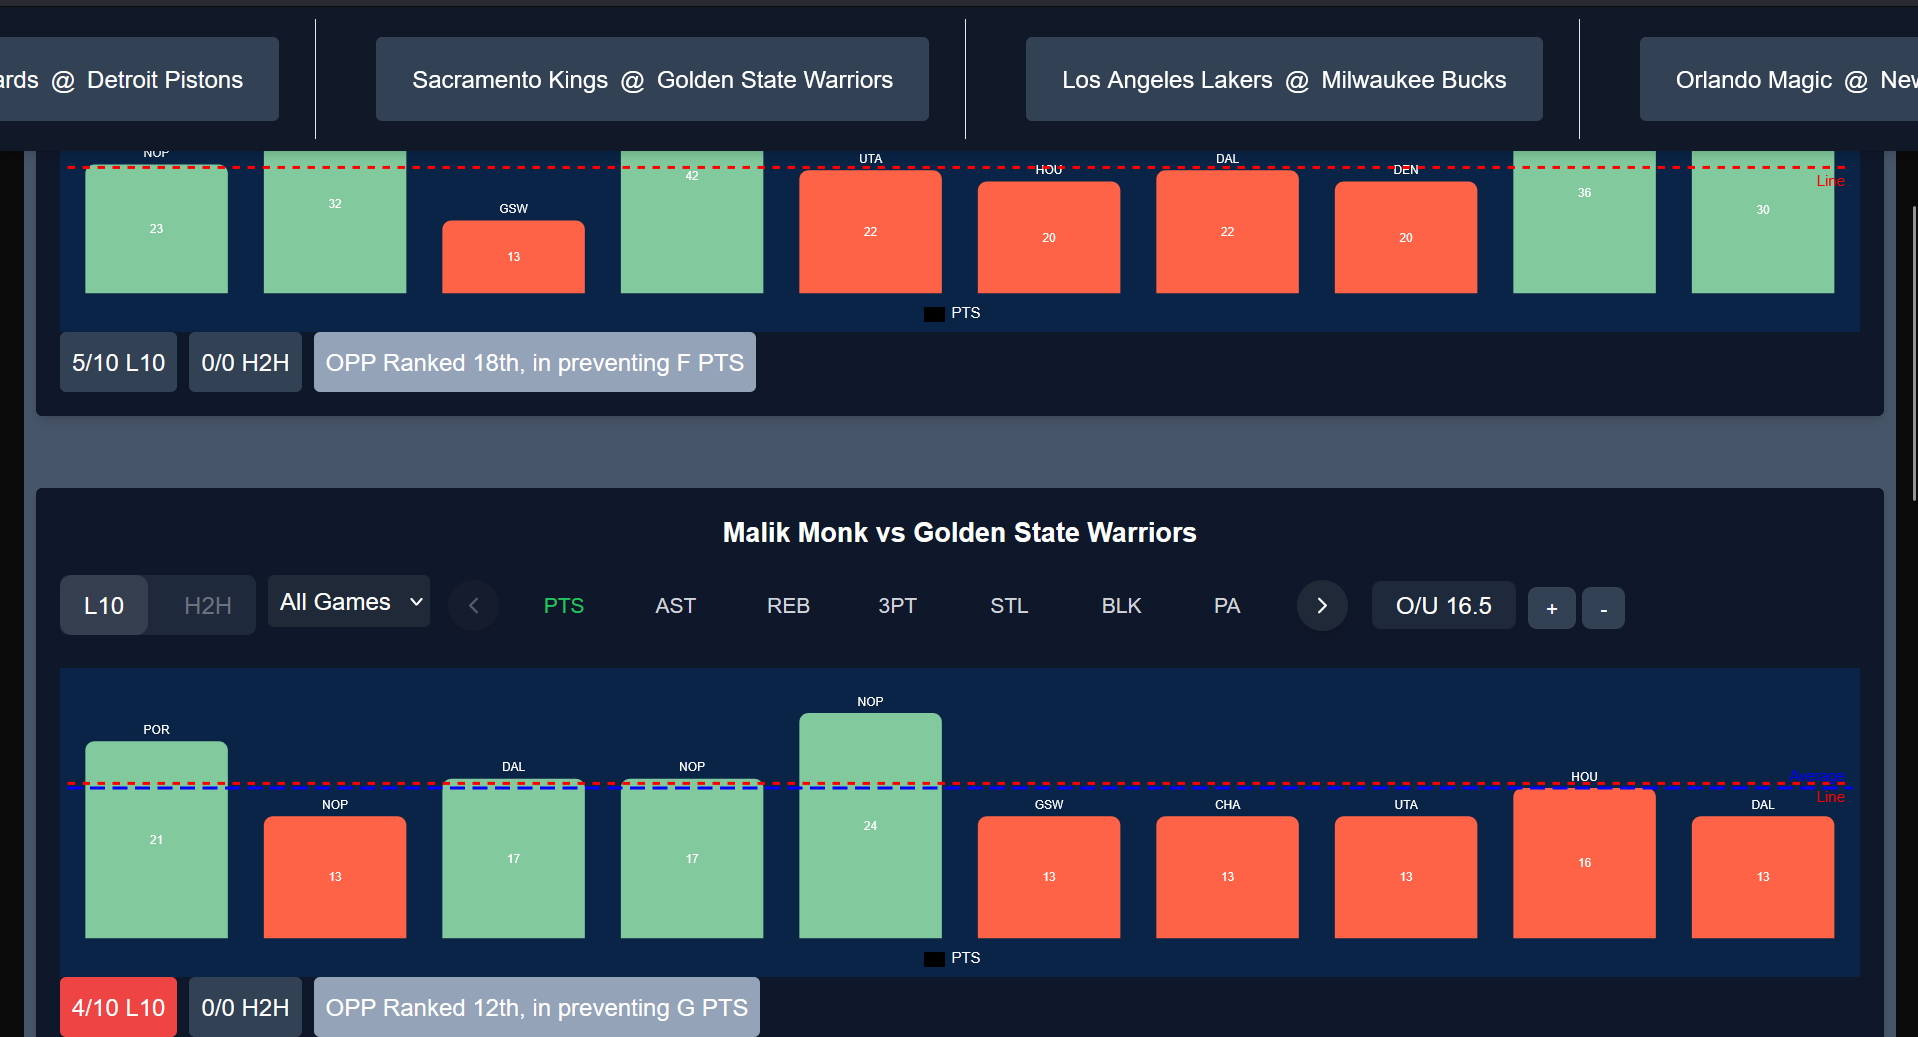 ards @ Detroit Pistons
Sacramento Kings @ Golden State Warriors
Los Angeles Lakers @ Milwaukee Bucks
Orlando Magic @ New
NOP
UTA
HOU
DAL
DEN
GSW
Line
23
32
13
42
22
20
22
20
36
30
PTS
5/10 L10
0/0 H2H
OPP Ranked 18th, in preventing F PTS
Malik Monk vs Golden State Warriors
L10
H2H
All Games
PTS
AST
REB
3PT
STL
BLK
PA
O/U 16.5
+
-
POR
NOP
DAL
NOP
NOP
GSW
CHA
UTA
HOU
DAL
Average
Line
21
13
17
17
24
13
13
13
16
13
PTS
4/10 L10
0/0 H2H
OPP Ranked 12th, in preventing G PTS